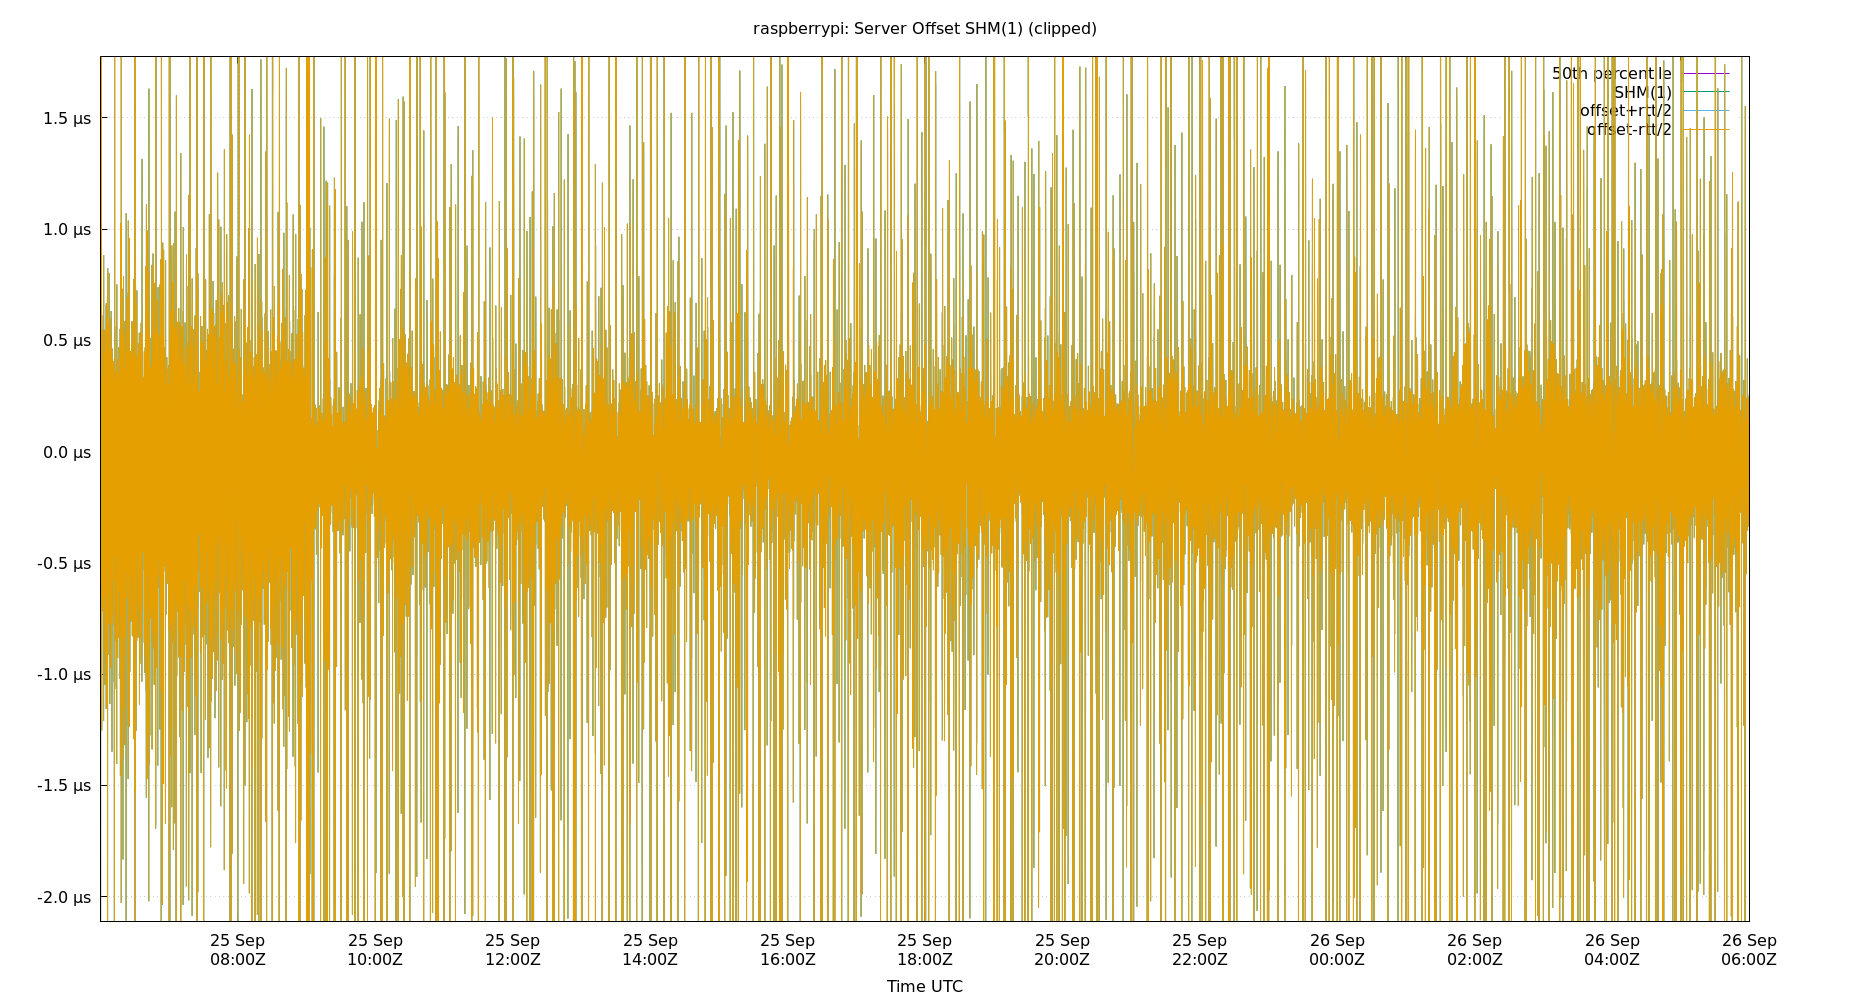 raspberrypi: Server Offset SHM(1) (clipped)
50th percentile
SHM(1)
offset+rtt/2
offset-rtt/2
1.5 µs
1.0 µs
0.5 µs
0.0 µs
-0.5 µs
-1.0 µs
-1.5 µs
-2.0 µs
25 Sep 25 Sep 25 Sep 25 Sep 25 Sep 25 Sep 25 Sep 25 Sep 26 Sep 26 Sep 26 Sep 26 Sep
08:00Z 10:00Z 12:00Z 14:00Z 16:00Z 18:00Z 20:00Z 22:00Z 00:00Z 02:00Z 04:00Z 06:00Z
Time UTC